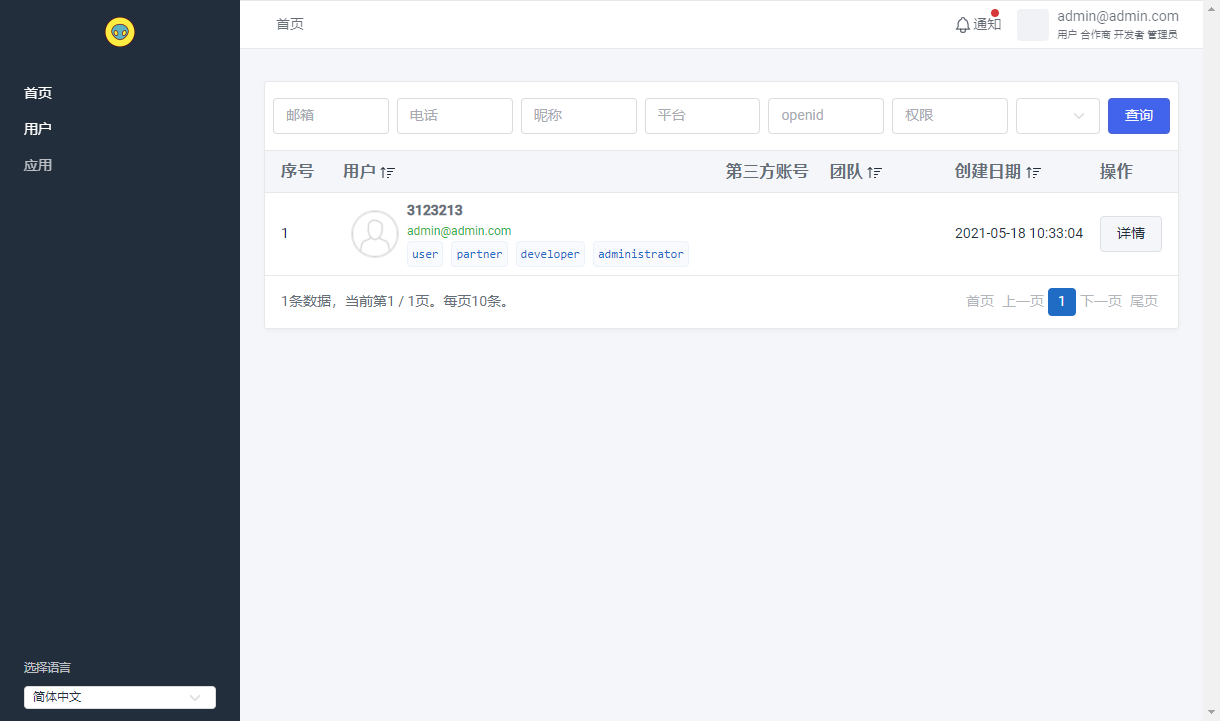 首页
用户
应用
选择语言
简体中文
首页
通知
admin@admin.com
用户 合作商 开发者 管理员
邮箱 电话 昵称 平台 openid 权限 查询
序号 用户 第三方账号 团队 创建日期 操作
3123213
1 admin@admin.com 2021-05-18 10:33:04 详情
user partner developer administrator
1条数据，当前第1 / 1页。每页10条。 首页 上一页 1 下一页 尾页